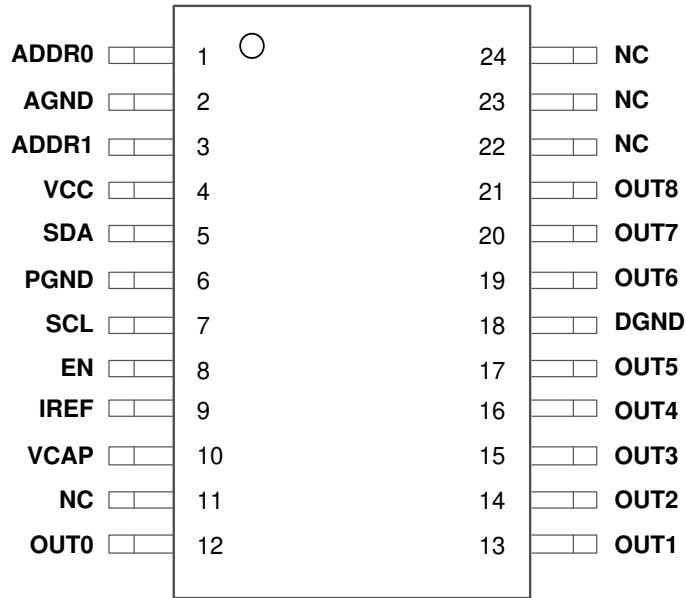 ADDR0 1 24 NC
AGND 2 23 NC
ADDR1 3 22 NC
VCC 4 21 OUT8
SDA 5 20 OUT7
PGND 6 19 OUT6
SCL 7 18 DGND
EN 8 17 OUT5
IREF 9 16 OUT4
VCAP 10 15 OUT3
NC 11 14 OUT2
OUT0 12 13 OUT1